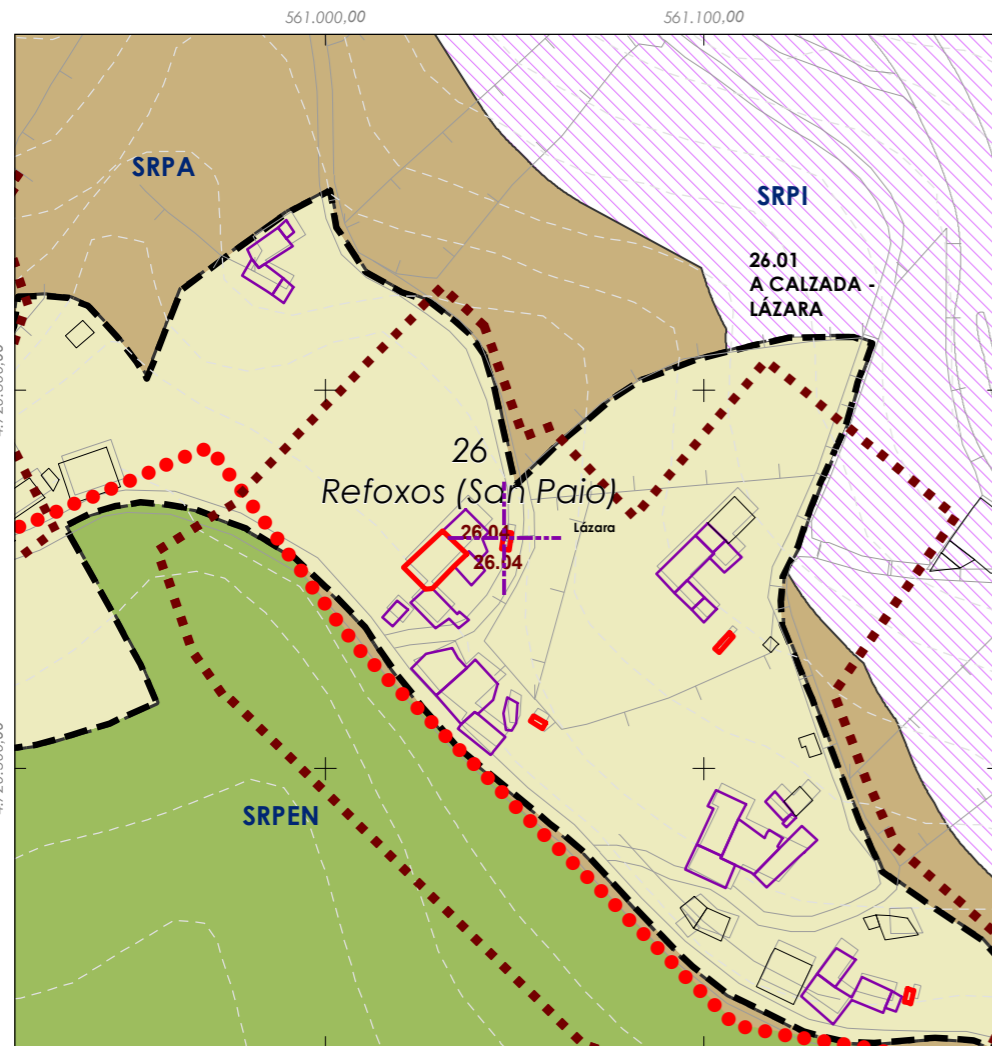 561.000,00
561.100,00
SRPA
SRPI
26.01
A CALZADA -
LÁZARA
26
Refoxos (San Paio)
Lázara
26.04
26.04
SRPEN